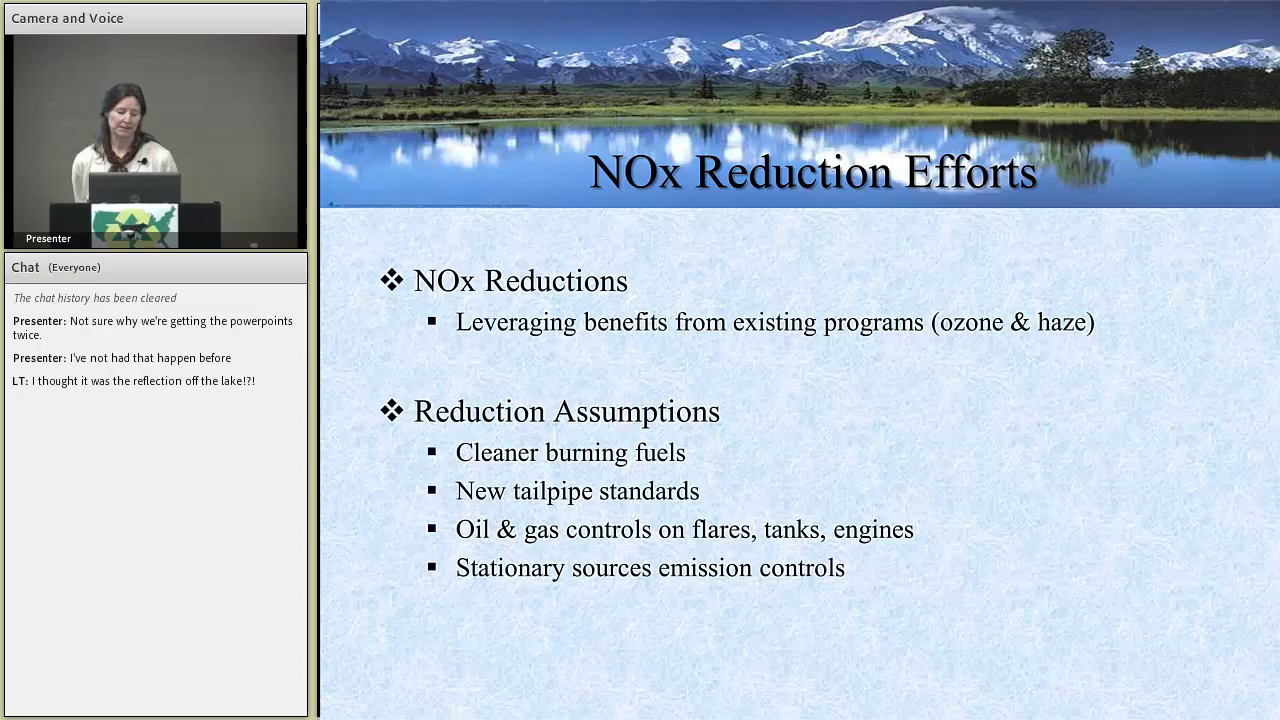 Camera and Voice
Presenter
Chat (Everyone)
The chat history has been cleared
Presenter: Not sure why we're getting the powerpoints
twice.
Presenter: I've not had that happen before
LT: I thought it was the reflection off the lake!?!
NOx Reduction Efforts
❖ NOx Reductions
▪ Leveraging benefits from existing programs (ozone & haze)
❖ Reduction Assumptions
▪ Cleaner burning fuels
▪ New tailpipe standards
▪ Oil & gas controls on flares, tanks, engines
▪ Stationary sources emission controls